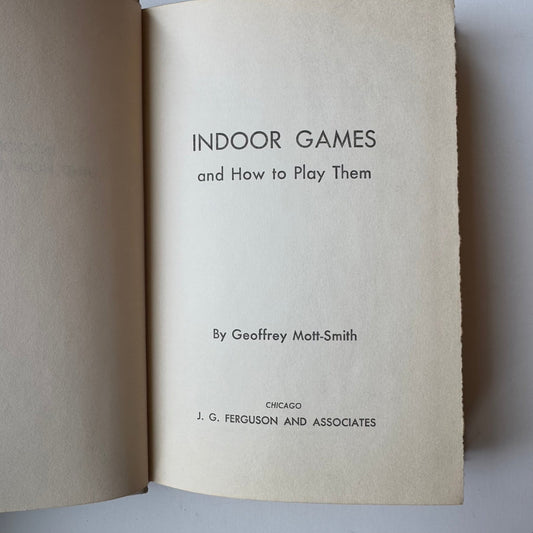 INDOOR GAMES
and How to Play Them
By Geoffrey Mott-Smith
CHICAGO
J. G. FERGUSON AND ASSOCIATES